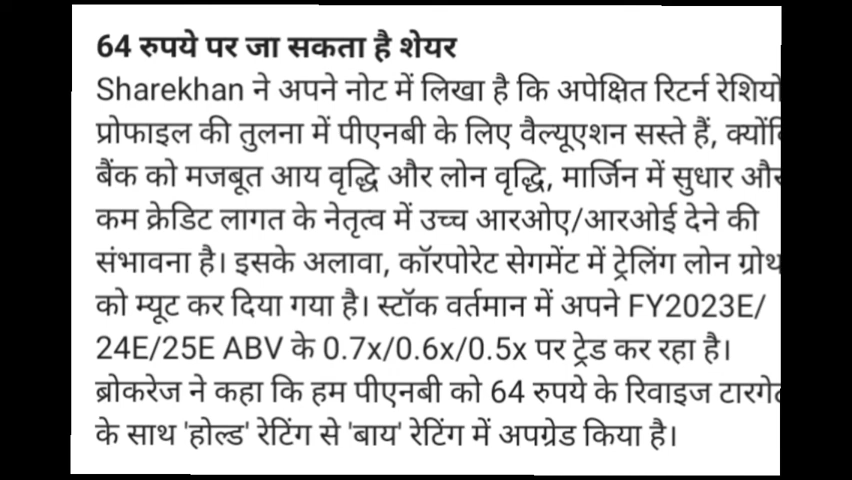 64 रुपये पर जा सकता है शेयर
Sharekhan ने अपने नोट में लिखा है कि अपेक्षित रिटर्न रेशियो
प्रोफाइल की तुलना में पीएनबी के लिए वैल्यूएशन सस्ते हैं, क्योंकि
बैंक को मजबूत आय वृद्धि और लोन वृद्धि, मार्जिन में सुधार और
कम क्रेडिट लागत के नेतृत्व में उच्च आरओए/आरओई देने की
संभावना है। इसके अलावा, कॉरपोरेट सेगमेंट में ट्रेलिंग लोन ग्रोथ
को म्यूट कर दिया गया है। स्टॉक वर्तमान में अपने FY2023E/
24E/25E ABV के 0.7x/0.6x/0.5x पर ट्रेड कर रहा है।
ब्रोकरेज ने कहा कि हम पीएनबी को 64 रुपये के रिवाइज टारगेट
के साथ 'होल्ड' रेटिंग से 'बाय' रेटिंग में अपग्रेड किया है।